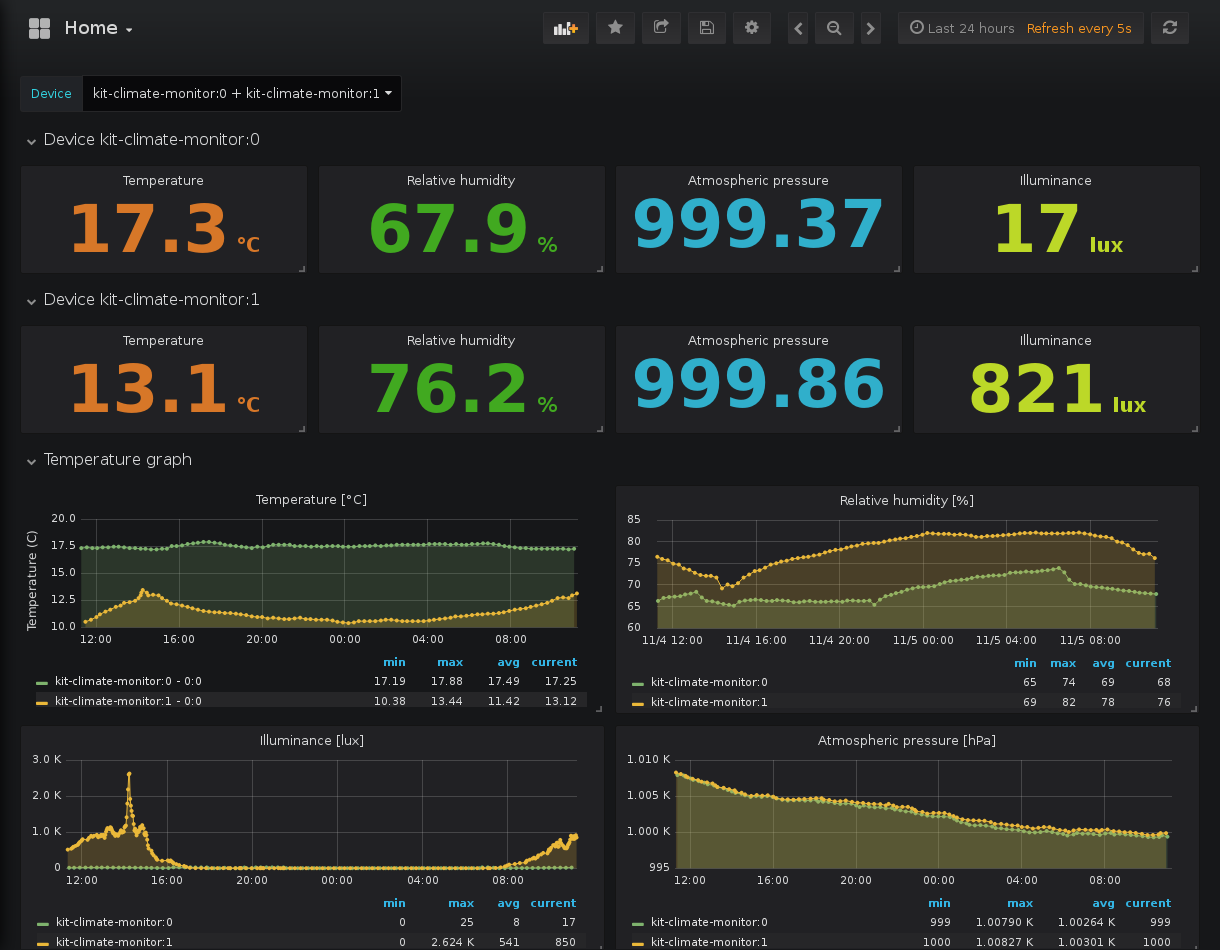 Home
Last 24 hours Refresh every 5s
Device kit-climate-monitor:0 + kit-climate-monitor:1
Device kit-climate-monitor:0
Temperature Relative humidity Atmospheric pressure Illuminance
17.3 °C 67.9 % 999.37 17 lux
Device kit-climate-monitor:1
Temperature Relative humidity Atmospheric pressure Illuminance
13.1 °C 76.2 % 999.86 821 lux
Temperature graph
Temperature [°C]
Temperature (C)
20.0
17.5
15.0
12.5
10.0
12:00 16:00 20:00 00:00 04:00 08:00
min max avg current
kit-climate-monitor:0 - 0:0 17.19 17.88 17.49 17.25
kit-climate-monitor:1 - 0:0 10.38 13.44 11.42 13.12
Relative humidity [%]
85
80
75
70
65
60
11/4 12:00 11/4 16:00 11/4 20:00 11/5 00:00 11/5 04:00 11/5 08:00
min max avg current
kit-climate-monitor:0 65 74 69 68
kit-climate-monitor:1 69 82 78 76
Illuminance [lux]
3.0 K
2.0 K
1.0 K
0
12:00 16:00 20:00 00:00 04:00 08:00
min max avg current
kit-climate-monitor:0 0 25 8 17
kit-climate-monitor:1 0 2.624 K 541 850
Atmospheric pressure [hPa]
1.010 K
1.005 K
1.000 K
995
12:00 16:00 20:00 00:00 04:00 08:00
min max avg current
kit-climate-monitor:0 999 1.00790 K 1.00264 K 999
kit-climate-monitor:1 1000 1.00827 K 1.00301 K 1000